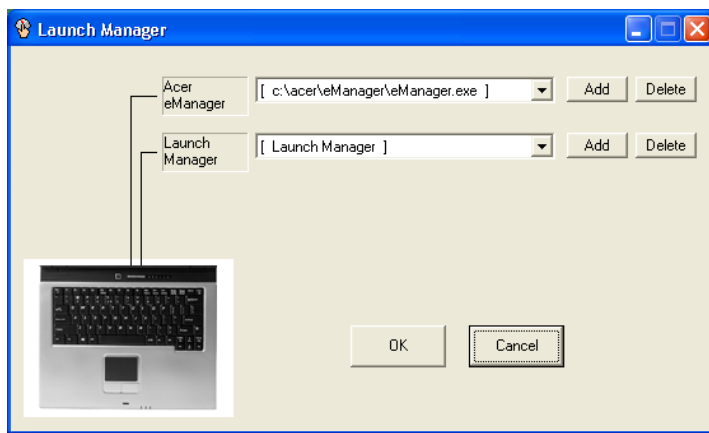 Launch Manager
Acer
eManager
[ c:\acer\eManager\eManager.exe ]
Add
Delete
Launch
Manager
[ Launch Manager ]
Add
Delete
OK
Cancel